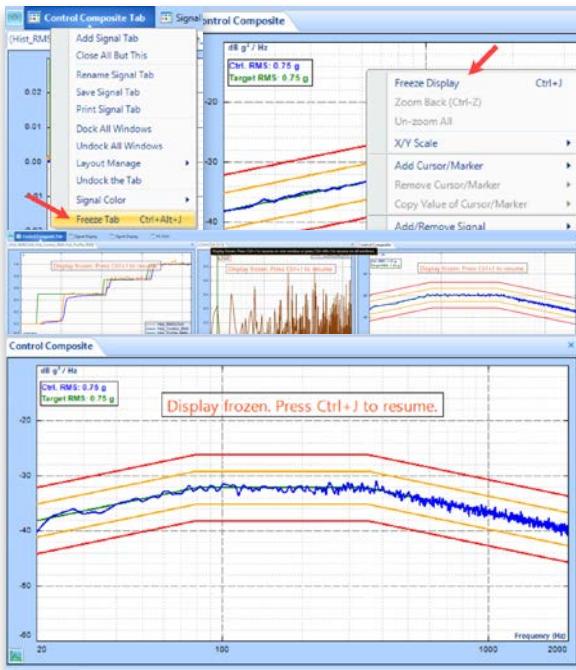 Control Composite Tab
Signal
(Hist_RMS
Add Signal Tab
Close All But This
Rename Signal Tab
Save Signal Tab
Print Signal Tab
Dock All Windows
Undock All Windows
Layout Manage
Undock the Tab
Signal Color
Freeze Tab Ctrl+Alt+J
0.02
0.01
0.00
ontrol Composite
dB g² / Hz
Ctrl. RMS: 0.75 g
Target RMS: 0.75 g
-20
-30
-40
Freeze Display Ctrl+J
Zoom Back (Ctrl-Z)
Un-zoom All
X/Y Scale
Add Cursor/Marker
Remove Cursor/Marker
Copy Value of Cursor/Marker
Add/Remove Signal
Display frozen. Press Ctrl+J to resume.
Display frozen. Press Ctrl+J to resume.
Display frozen. Press Ctrl+J to resume.
Control Composite
dB g² / Hz
Ctrl. RMS: 0.75 g
Target RMS: 0.75 g
Display frozen. Press Ctrl+J to resume.
-20
-30
-40
-60
-80
20
100
1000
2000
Frequency (Hz)